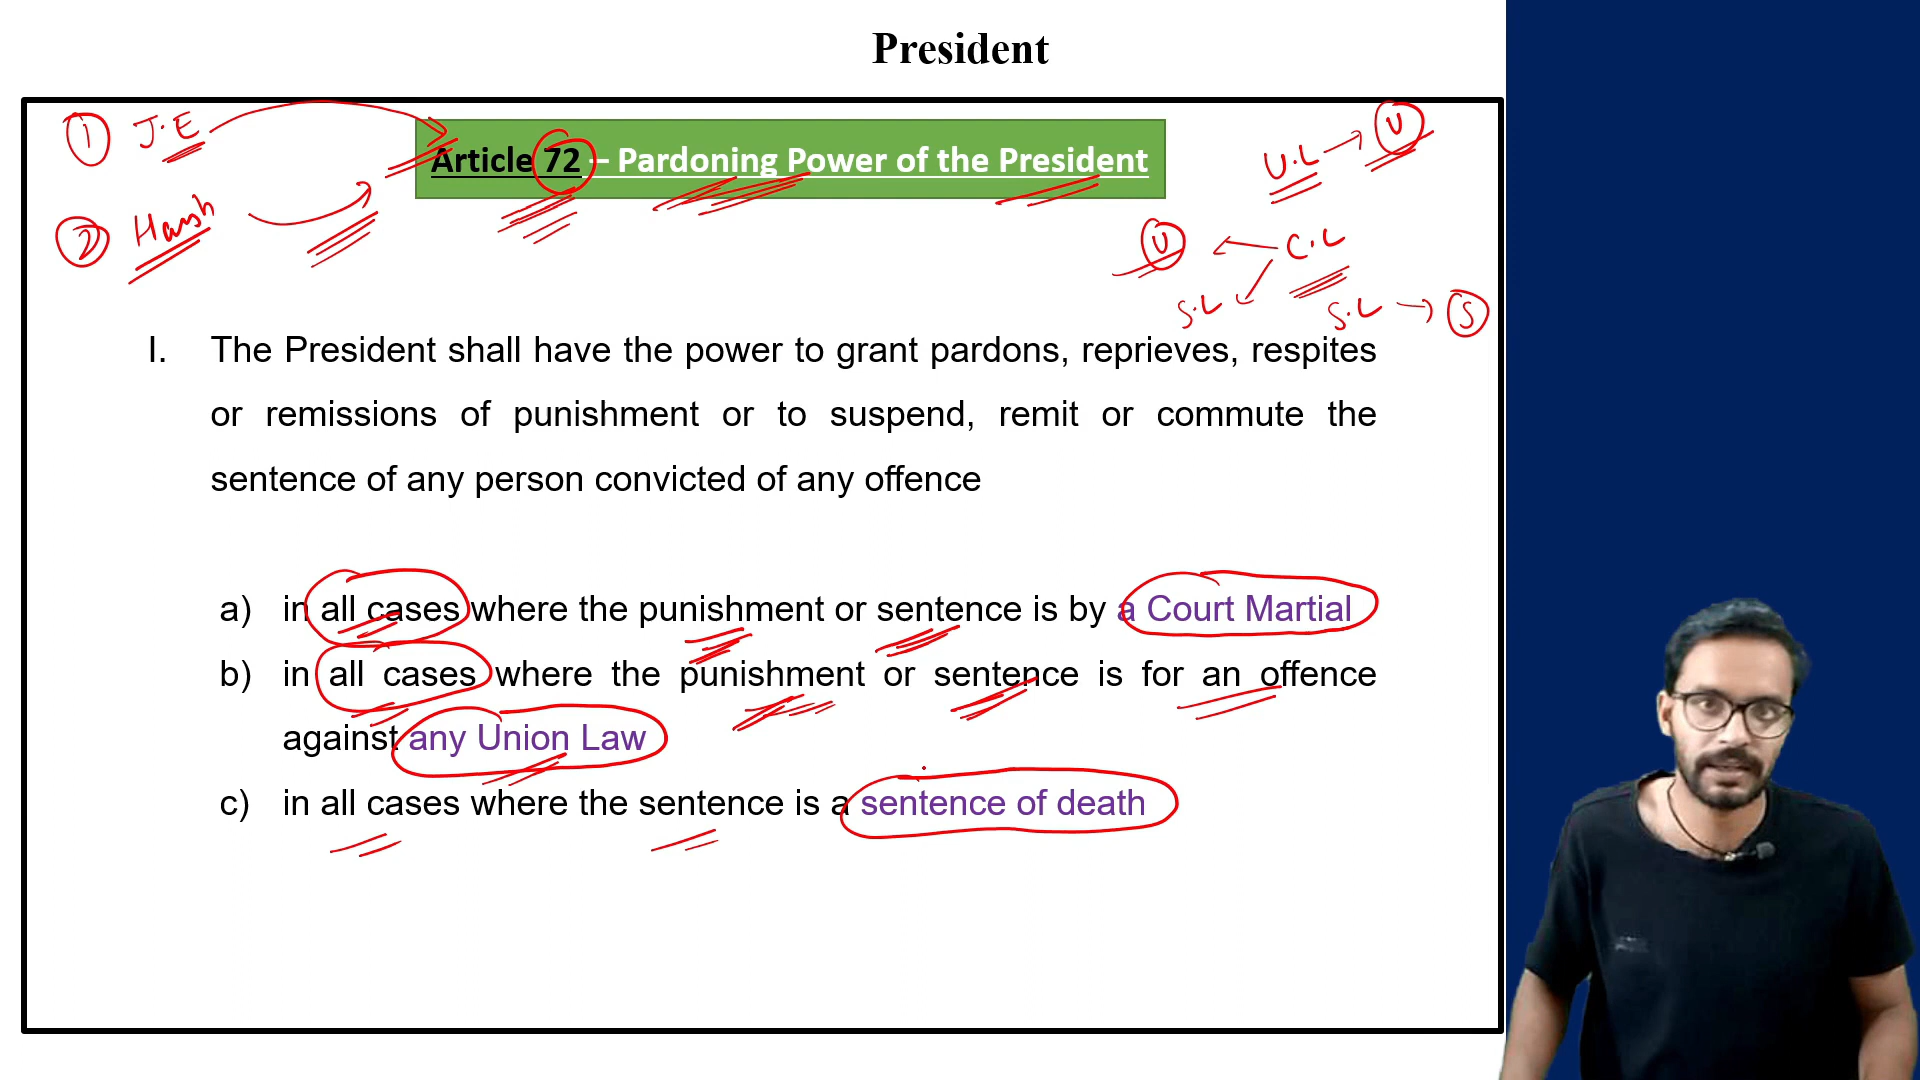 President
① J.E
Article 72 – Pardoning Power of the President
U.L → Ⓤ
② Harsh
Ⓤ ← C.L
S.L
S.L → Ⓢ
I. The President shall have the power to grant pardons, reprieves, respites
or remissions of punishment or to suspend, remit or commute the
sentence of any person convicted of any offence
a) in all cases where the punishment or sentence is by a Court Martial
b) in all cases where the punishment or sentence is for an offence
against any Union Law
c) in all cases where the sentence is a sentence of death